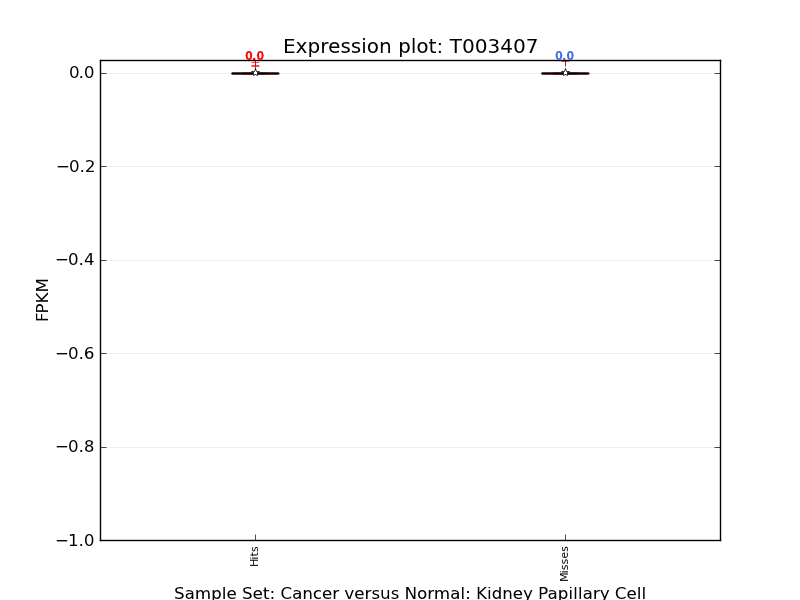 Expression plot: T003407
0.0
0.0
0.0
−0.2
−0.4
−0.6
−0.8
−1.0
FPKM
Hits
Misses
Sample Set: Cancer versus Normal: Kidney Papillary Cell